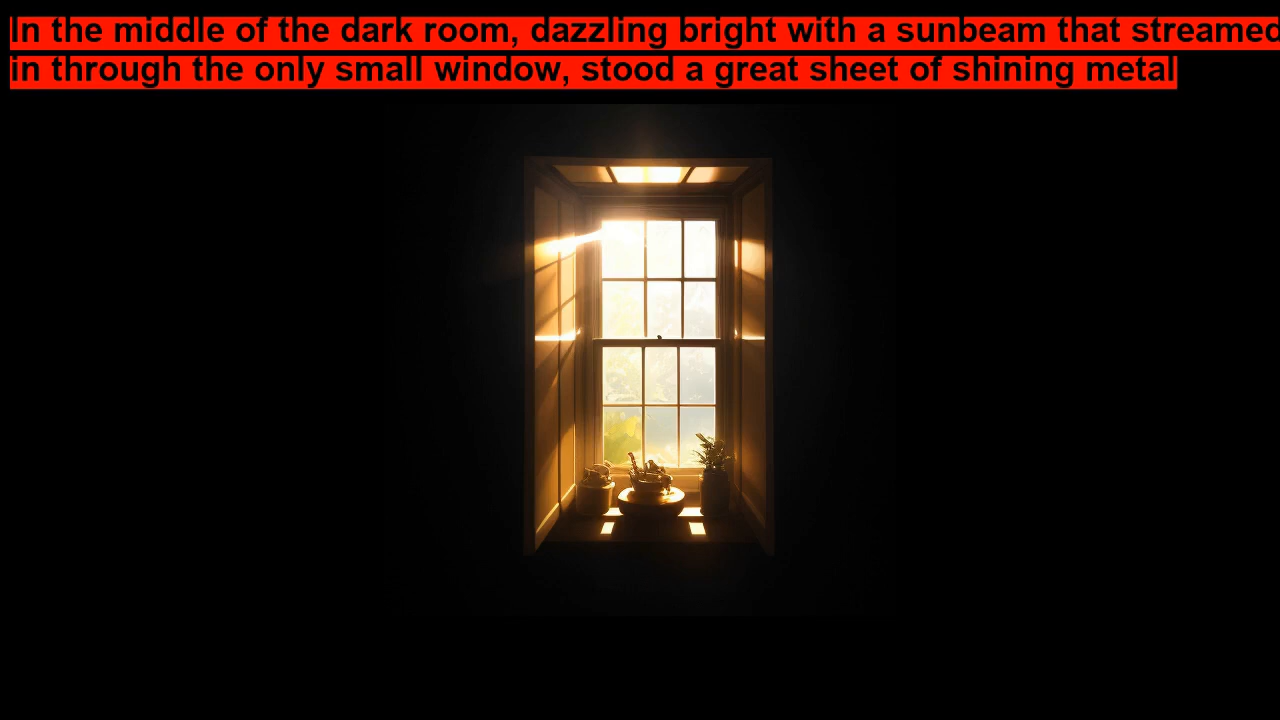 In the middle of the dark room, dazzling bright with a sunbeam that streamed
in through the only small window, stood a great sheet of shining metal